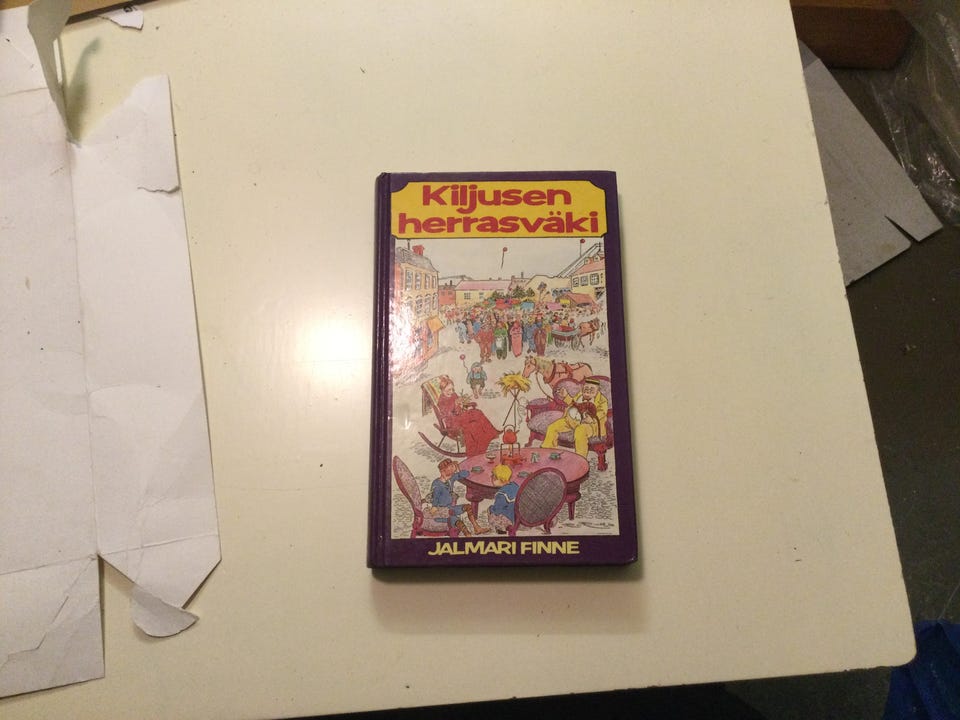 Kiljusen
herrasväki
JALMARI FINNE